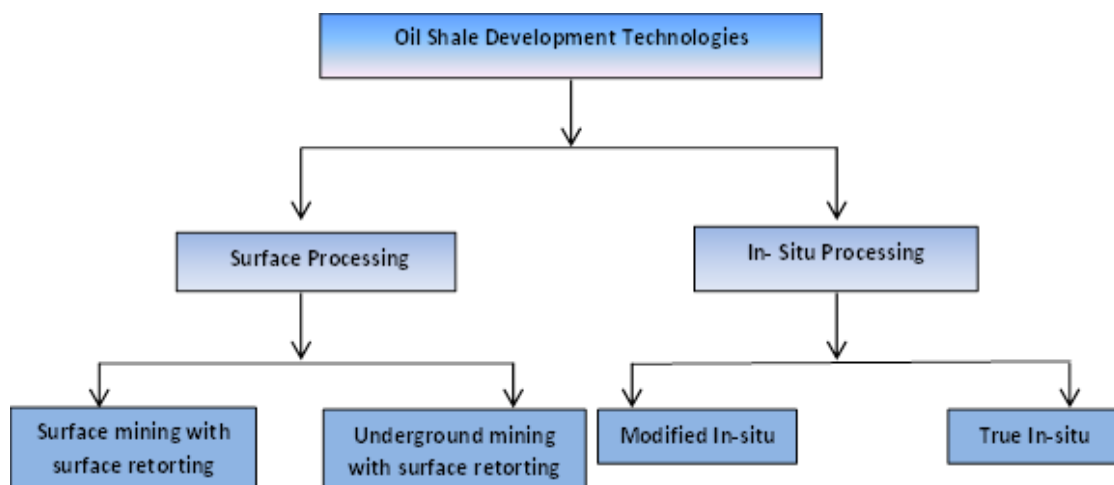 Oil Shale Development Technologies
Surface Processing
In- Situ Processing
Surface mining with
surface retorting
Underground mining
with surface retorting
Modified In-situ
True In-situ